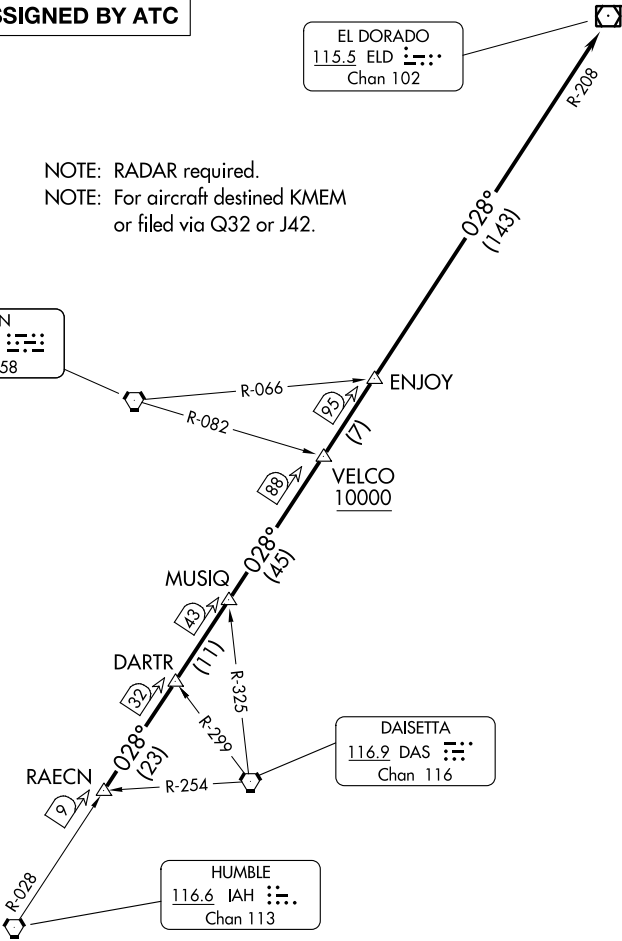 SSIGNED BY ATC
EL DORADO
115.5 ELD
Chan 102
R-208
NOTE: RADAR required.
NOTE: For aircraft destined KMEM
or filed via Q32 or J42.
028°
(143)
N
58
R-066
ENJOY
95
R-082
(7)
VELCO
10000
88
028°
(45)
MUSIQ
43
(11)
DARTR
R-325
32
R-299
DAISETTA
116.9 DAS
Chan 116
028°
(23)
RAECN
R-254
9
HUMBLE
116.6 IAH
Chan 113
R-028